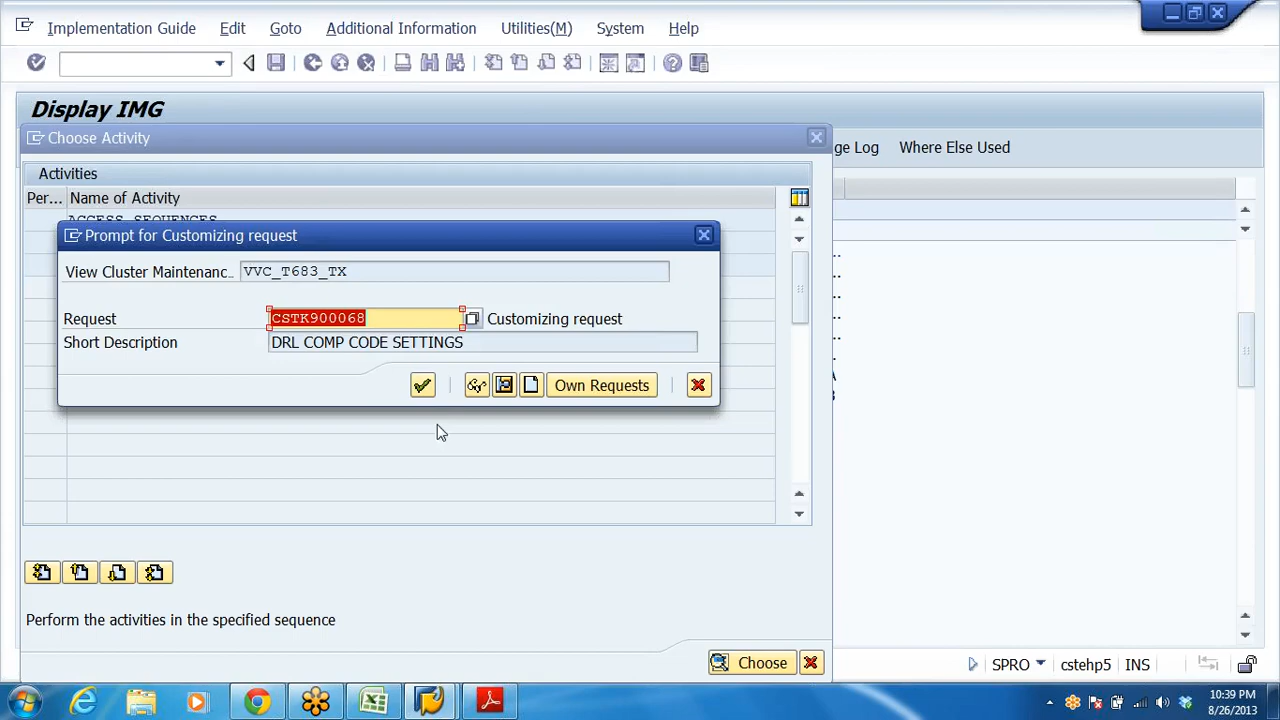 Implementation Guide Edit Goto Additional Information Utilities(M) System Help
Display IMG
Choose Activity
ge Log Where Else Used
Activities
Per... Name of Activity
ACCESS SEQUENCES
Prompt for Customizing request
View Cluster Maintenanc.. VVC_T683_TX
Request CSTK900068 Customizing request
Short Description DRL COMP CODE SETTINGS
Own Requests
Perform the activities in the specified sequence
Choose
SPRO cstehp5 INS
10:39 PM
8/26/2013